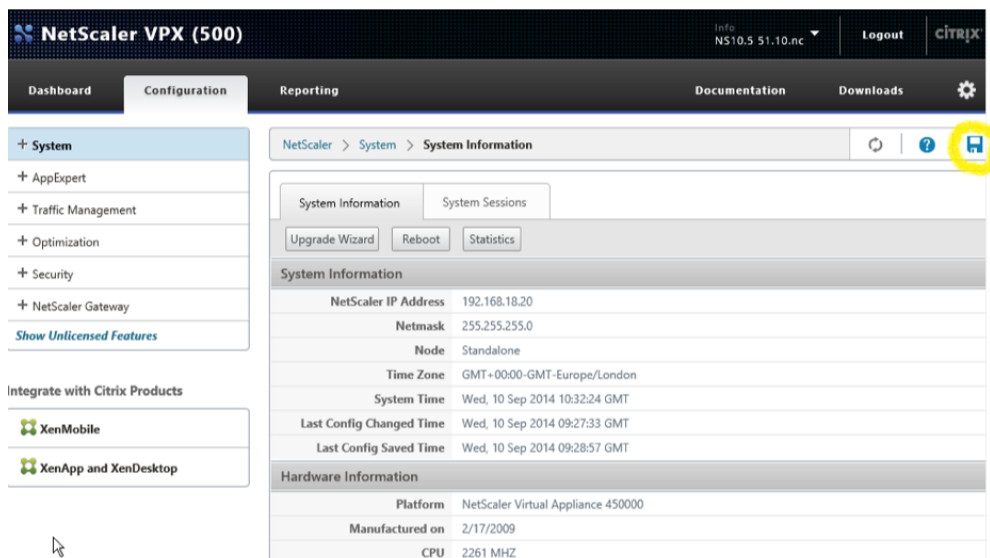 NetScaler VPX (500)
Info
NS10.5 51.10.nc
Logout
CİTRIX
Dashboard
Configuration
Reporting
Documentation
Downloads
+ System
+ AppExpert
+ Traffic Management
+ Optimization
+ Security
+ NetScaler Gateway
Show Unlicensed Features
Integrate with Citrix Products
XenMobile
XenApp and XenDesktop
NetScaler > System > System Information
?
System Information
System Sessions
Upgrade Wizard
Reboot
Statistics
System Information
NetScaler IP Address 192.168.18.20
Netmask 255.255.255.0
Node Standalone
Time Zone GMT+00:00-GMT-Europe/London
System Time Wed, 10 Sep 2014 10:32:24 GMT
Last Config Changed Time Wed, 10 Sep 2014 09:27:33 GMT
Last Config Saved Time Wed, 10 Sep 2014 09:28:57 GMT
Hardware Information
Platform NetScaler Virtual Appliance 450000
Manufactured on 2/17/2009
CPU 2261 MHZ